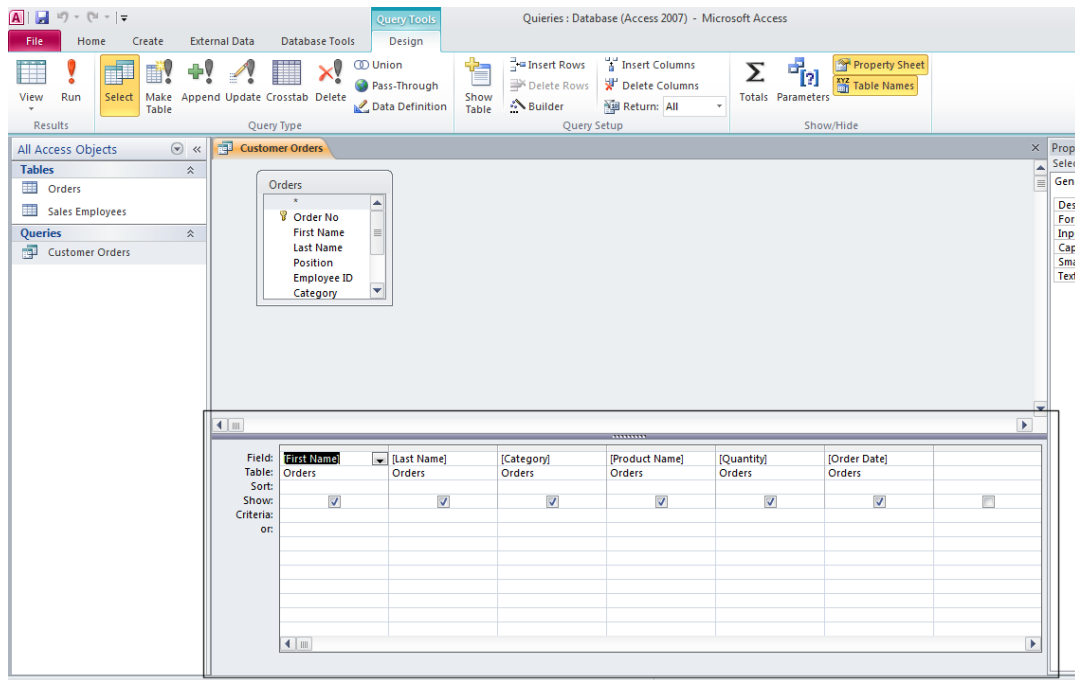 A
Query Tools
Quieries : Database (Access 2007) - Microsoft Access
File Home Create External Data Database Tools Design
View Run Select Make Table Append Update Crosstab Delete
Union
Pass-Through
Data Definition
Show Table
Insert Rows
Delete Rows
Builder
Insert Columns
Delete Columns
Return: All
Totals Parameters
Property Sheet
XYZ Table Names
Results Query Type Query Setup Show/Hide
All Access Objects
Tables
Orders
Sales Employees
Queries
Customer Orders
Customer Orders
Orders
*
Order No
First Name
Last Name
Position
Employee ID
Category
Prop
Selec
Gen
Des
For
Inp
Cap
Sma
Text
Field: [First Name] [Last Name] [Category] [Product Name] [Quantity] [Order Date]
Table: Orders Orders Orders Orders Orders Orders
Sort:
Show:
Criteria:
or: